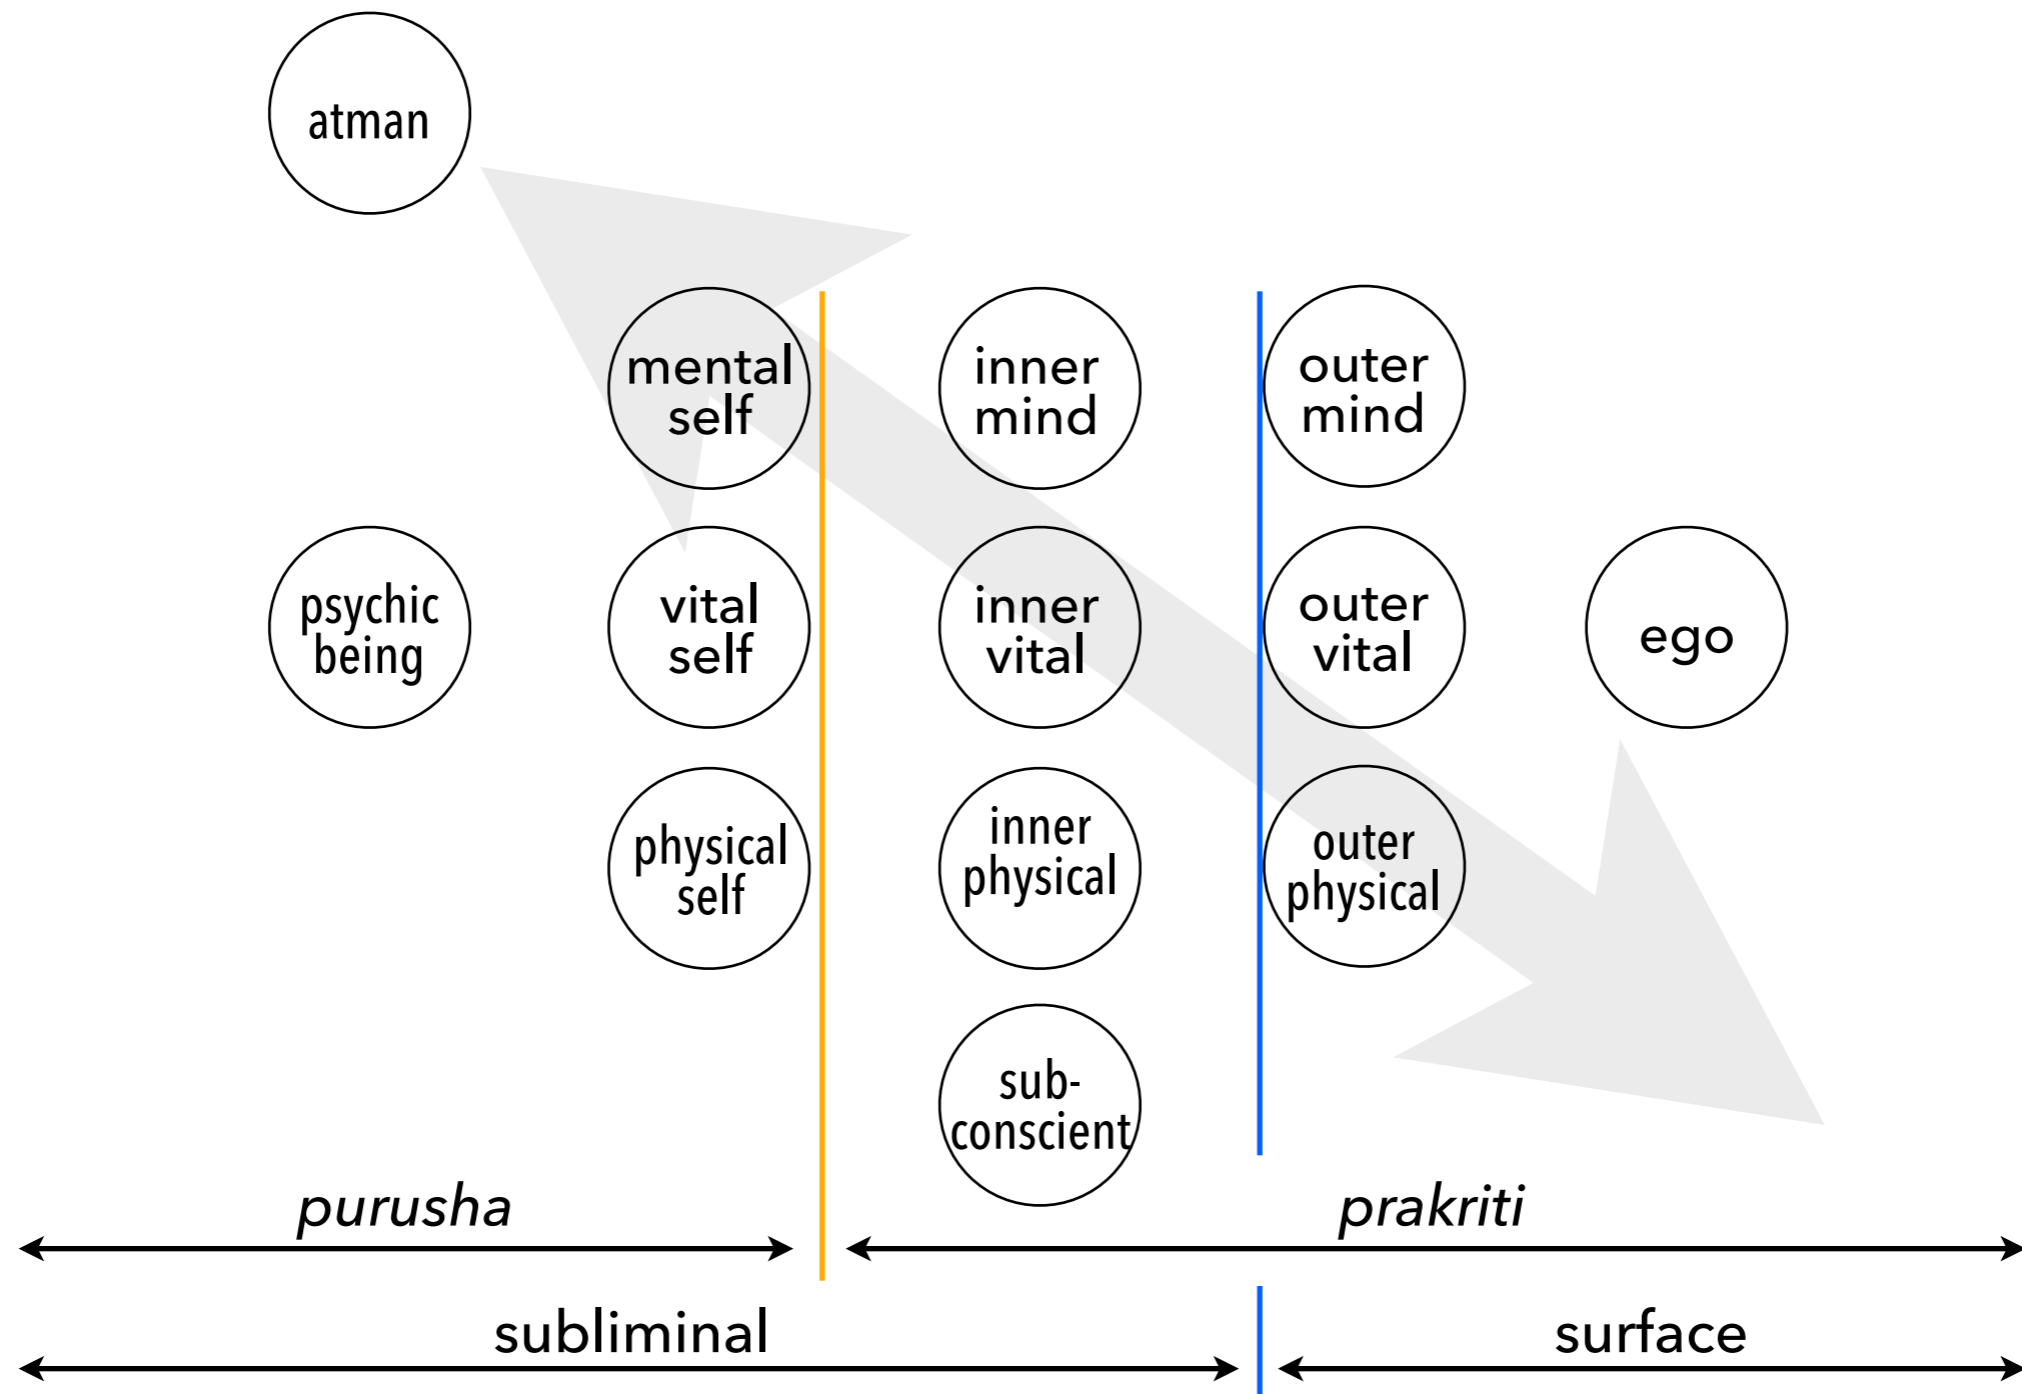 atman
mental
self
inner
mind
outer
mind
psychic
being
vital
self
inner
vital
outer
vital
ego
physical
self
inner
physical
outer
physical
sub-
conscient
purusha
prakriti
subliminal
surface